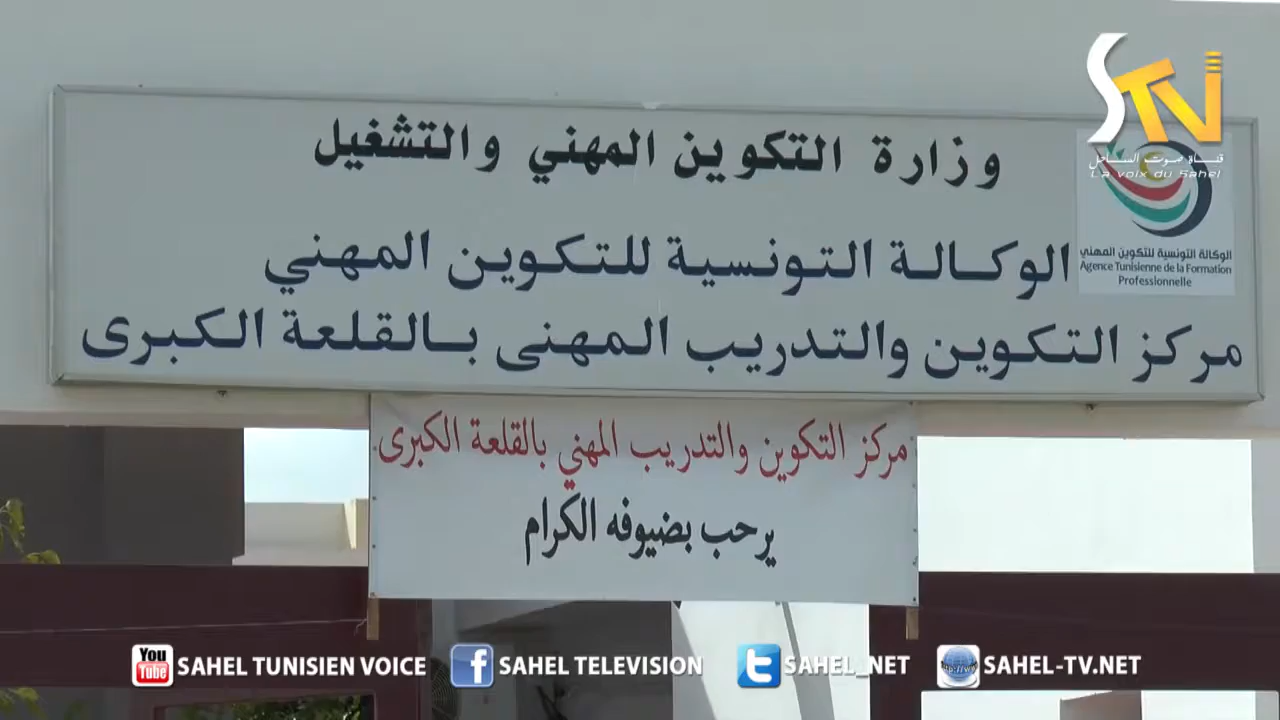 STV
قناة صوت الساحل
La voix du Sahel
وزارة التكوين المهني والتشغيل
الوكالة التونسية للتكوين المهني
مركز التكوين والتدريب المهنى بالقلعة الكبرى
الوكالة التونسية للتكوين المهني
Agence Tunisienne de la Formation
Professionnelle
مركز التكوين والتدريب المهني بالقلعة الكبرى
يرحب بضيوفه الكرام
You Tube SAHEL TUNISIEN VOICE f SAHEL TELEVISION t SAHEL_NET SAHEL-TV.NET